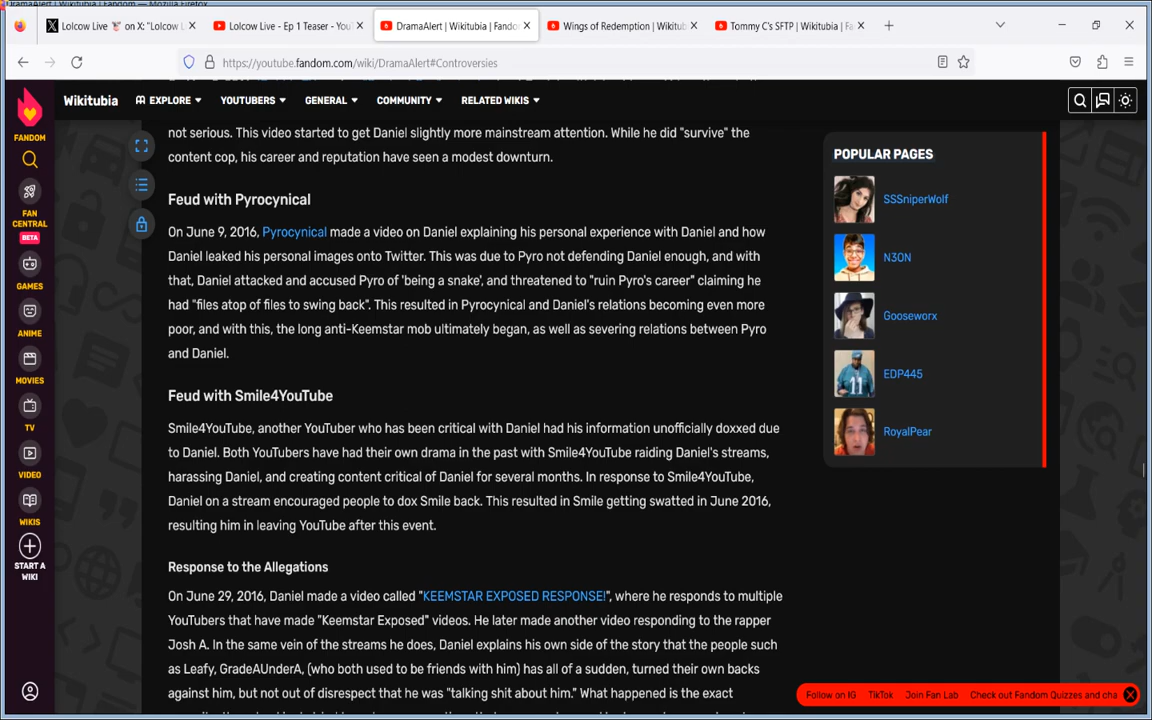 DramaAlert | Wikitubia | Fandom — Mozilla Firefox
Lolcow Live on X: "Lolcow L
Lolcow Live - Ep 1 Teaser - You
DramaAlert | Wikitubia | Fando
Wings of Redemption | Wikitub
Tommy C's SFTP | Wikitubia | Fa
https://youtube.fandom.com/wiki/DramaAlert#Controversies
Wikitubia
EXPLORE
YOUTUBERS
GENERAL
COMMUNITY
RELATED WIKIS
FANDOM
FAN CENTRAL
BETA
GAMES
ANIME
MOVIES
TV
VIDEO
WIKIS
START A WIKI
not serious. This video started to get Daniel slightly more mainstream attention. While he did "survive" the
content cop, his career and reputation have seen a modest downturn.
Feud with Pyrocynical
On June 9, 2016, Pyrocynical made a video on Daniel explaining his personal experience with Daniel and how
Daniel leaked his personal images onto Twitter. This was due to Pyro not defending Daniel enough, and with
that, Daniel attacked and accused Pyro of 'being a snake', and threatened to "ruin Pyro's career" claiming he
had "files atop of files to swing back". This resulted in Pyrocynical and Daniel's relations becoming even more
poor, and with this, the long anti-Keemstar mob ultimately began, as well as severing relations between Pyro
and Daniel.
Feud with Smile4YouTube
Smile4YouTube, another YouTuber who has been critical with Daniel had his information unofficially doxxed due
to Daniel. Both YouTubers have had their own drama in the past with Smile4YouTube raiding Daniel's streams,
harassing Daniel, and creating content critical of Daniel for several months. In response to Smile4YouTube,
Daniel on a stream encouraged people to dox Smile back. This resulted in Smile getting swatted in June 2016,
resulting him in leaving YouTube after this event.
Response to the Allegations
On June 29, 2016, Daniel made a video called "KEEMSTAR EXPOSED RESPONSE!", where he responds to multiple
YouTubers that have made "Keemstar Exposed" videos. He later made another video responding to the rapper
Josh A. In the same vein of the streams he does, Daniel explains his own side of the story that the people such
as Leafy, GradeAUnderA, (who both used to be friends with him) has all of a sudden, turned their own backs
against him, but not out of disrespect that he was "talking shit about him." What happened is the exact
POPULAR PAGES
SSSniperWolf
N3ON
Gooseworx
EDP445
RoyalPear
Follow on IG
TikTok
Join Fan Lab
Check out Fandom Quizzes and cha